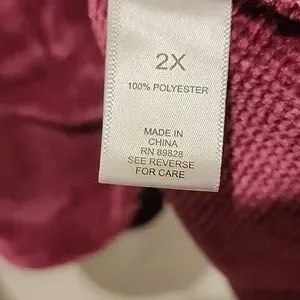 2X
100% POLYESTER
MADE IN
CHINA
RN 89828
SEE REVERSE
FOR CARE